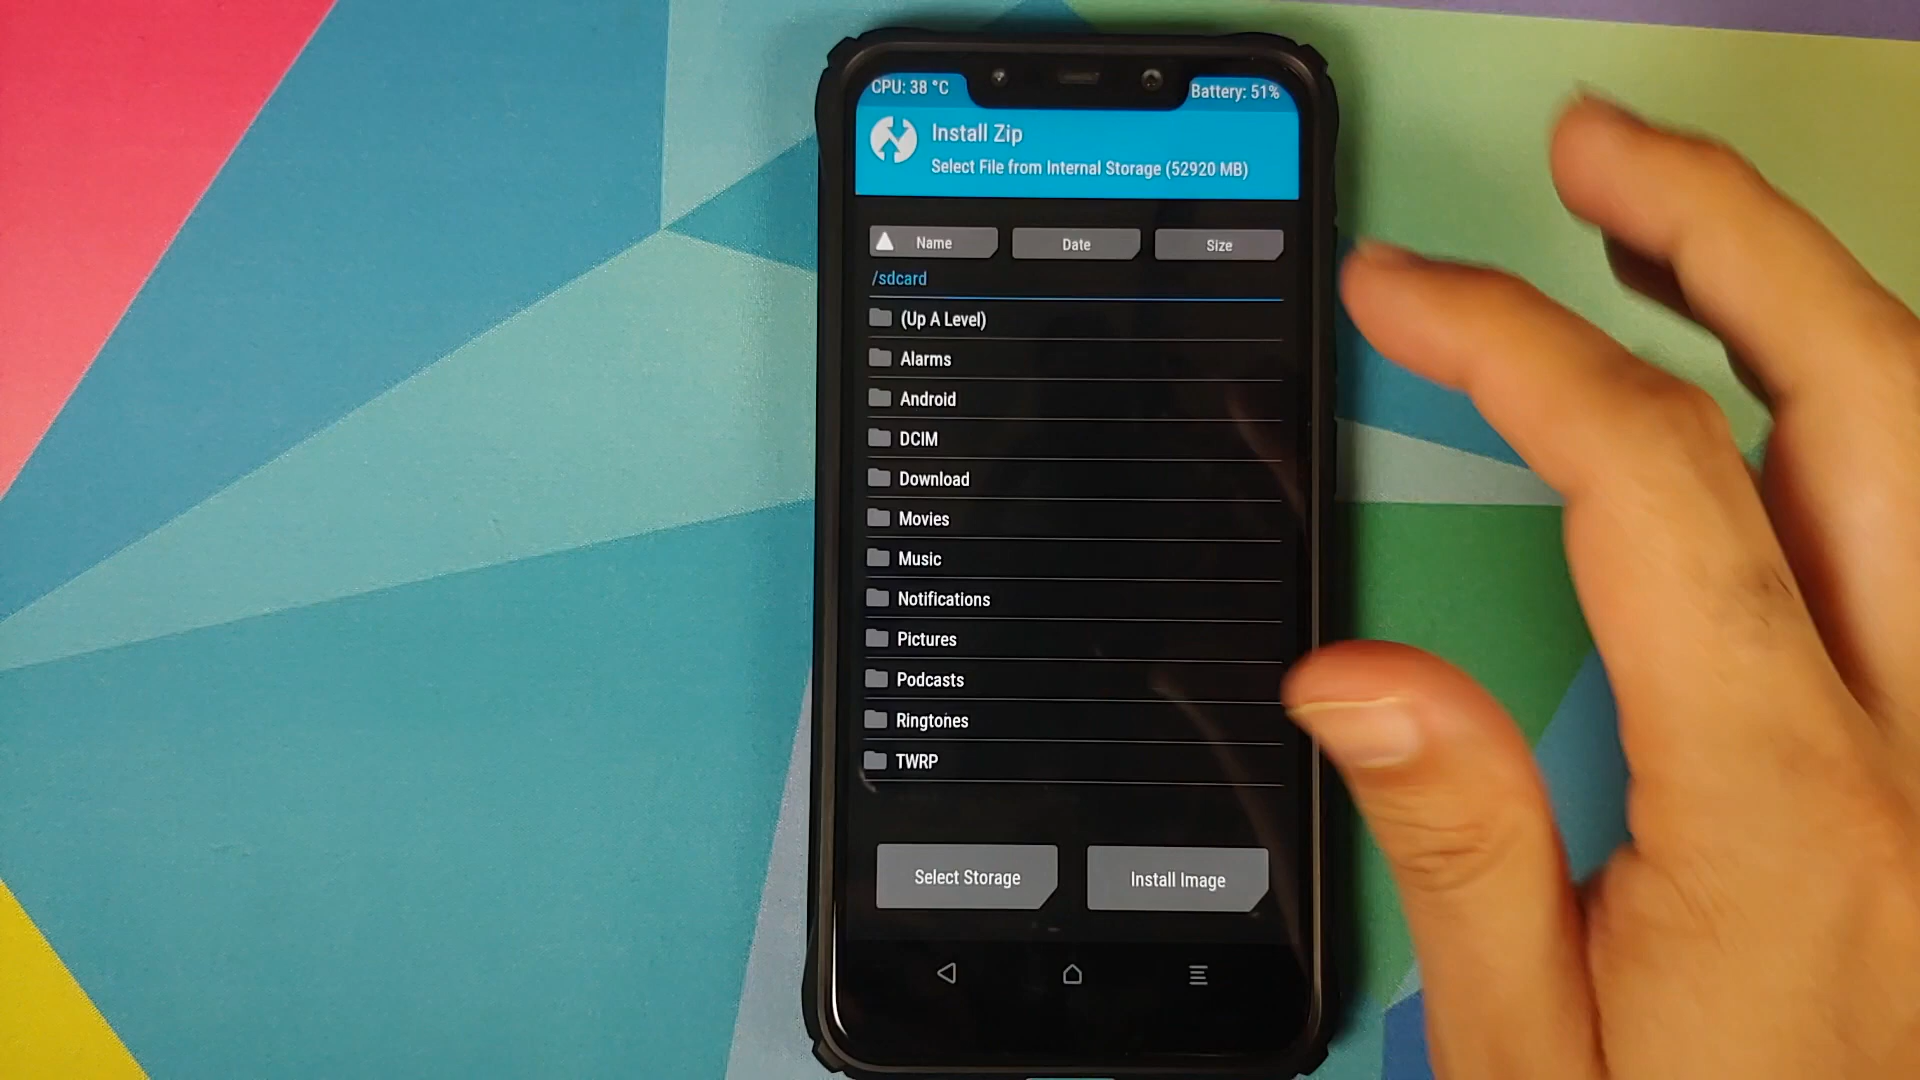 CPU: 38 °C
Battery: 51%
Install Zip
Select File from Internal Storage (52920 MB)
Name
Date
Size
/sdcard
(Up A Level)
Alarms
Android
DCIM
Download
Movies
Music
Notifications
Pictures
Podcasts
Ringtones
TWRP
Select Storage
Install Image